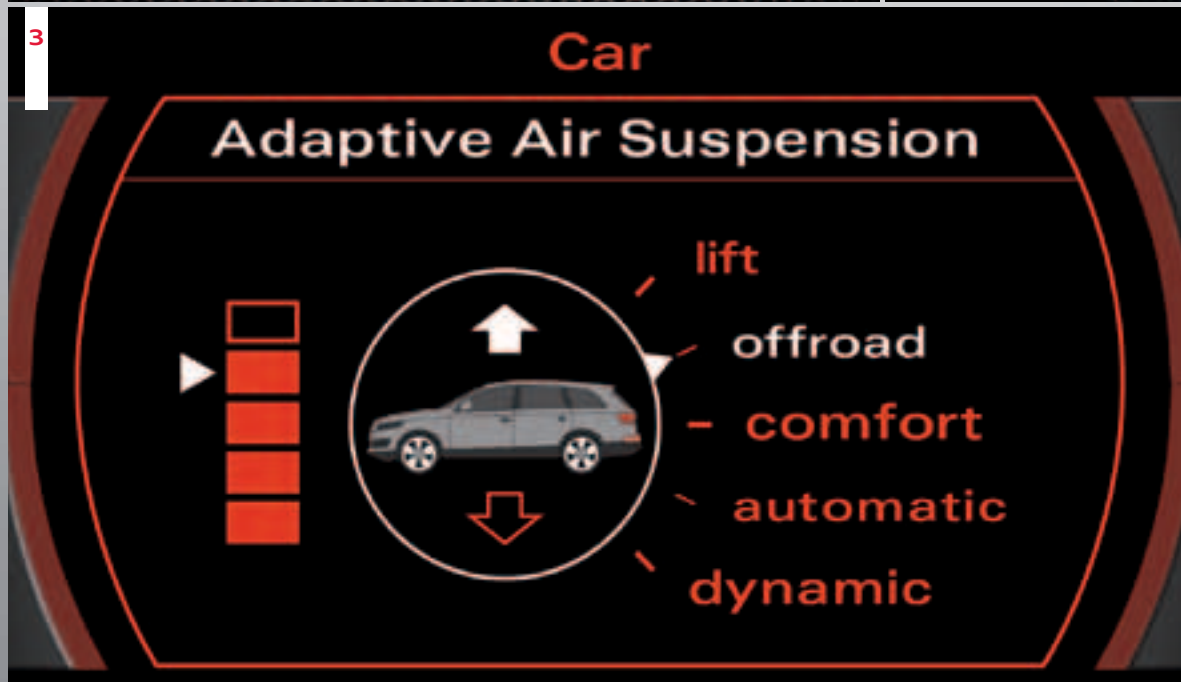 3
Car
Adaptive Air Suspension
lift
offroad
comfort
automatic
dynamic